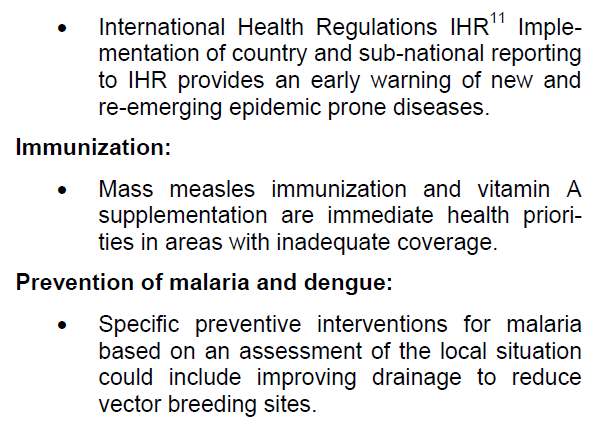 • International Health Regulations IHR11 Imple-
mentation of country and sub-national reporting
to IHR provides an early warning of new and
re-emerging epidemic prone diseases.
Immunization:
• Mass measles immunization and vitamin A
supplementation are immediate health priori-
ties in areas with inadequate coverage.
Prevention of malaria and dengue:
• Specific preventive interventions for malaria
based on an assessment of the local situation
could include improving drainage to reduce
vector breeding sites.